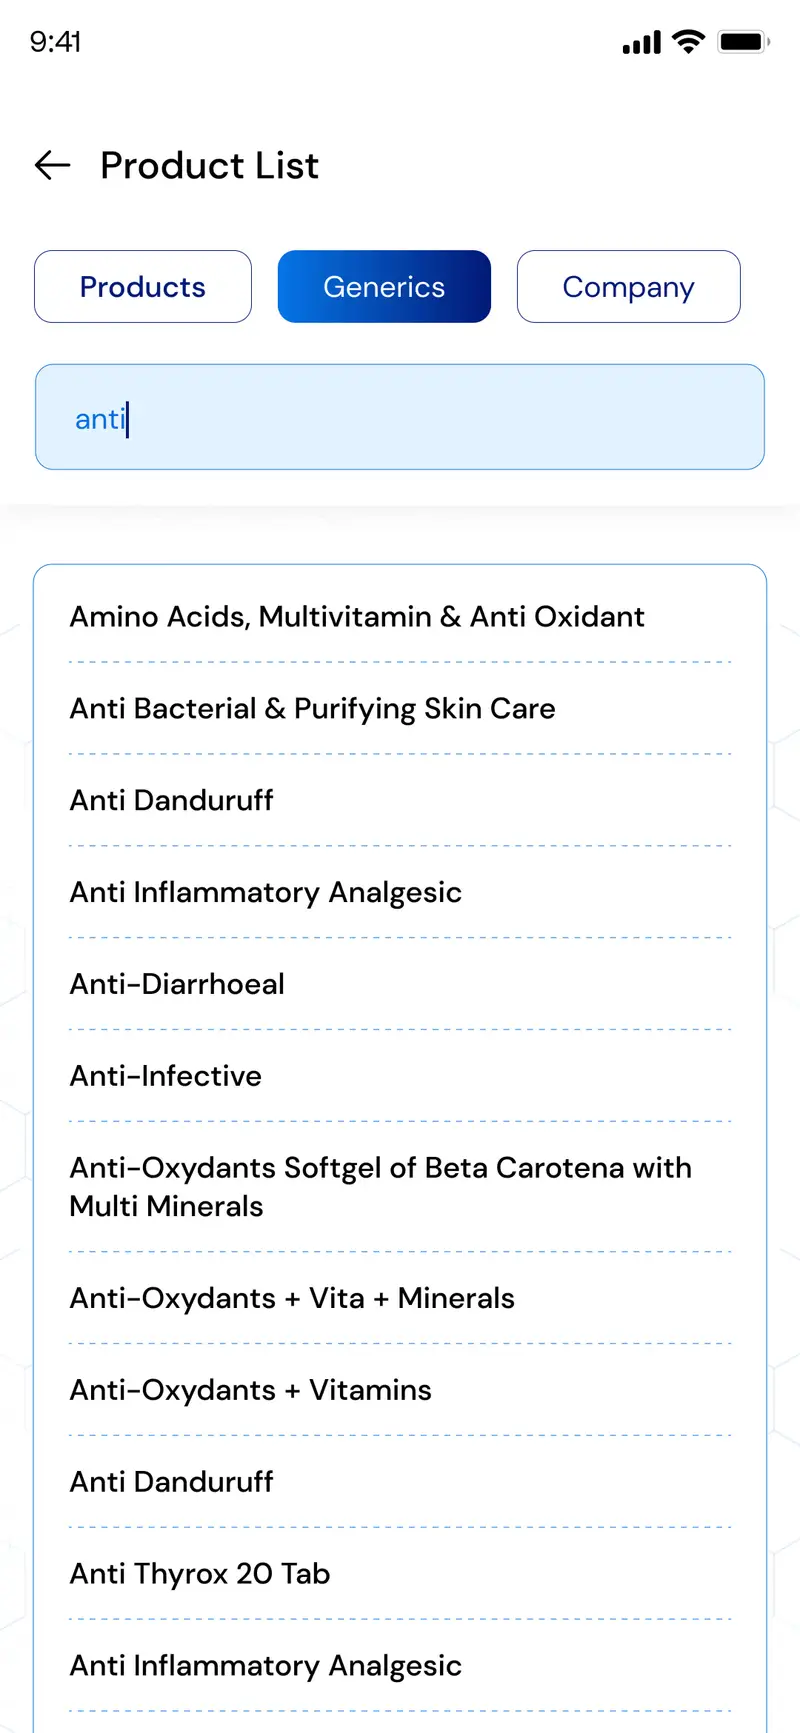 9:41
Product List
Products
Generics
Company
anti
Amino Acids, Multivitamin & Anti Oxidant
Anti Bacterial & Purifying Skin Care
Anti Danduruff
Anti Inflammatory Analgesic
Anti-Diarrhoeal
Anti-Infective
Anti-Oxydants Softgel of Beta Carotena with
Multi Minerals
Anti-Oxydants + Vita + Minerals
Anti-Oxydants + Vitamins
Anti Danduruff
Anti Thyrox 20 Tab
Anti Inflammatory Analgesic